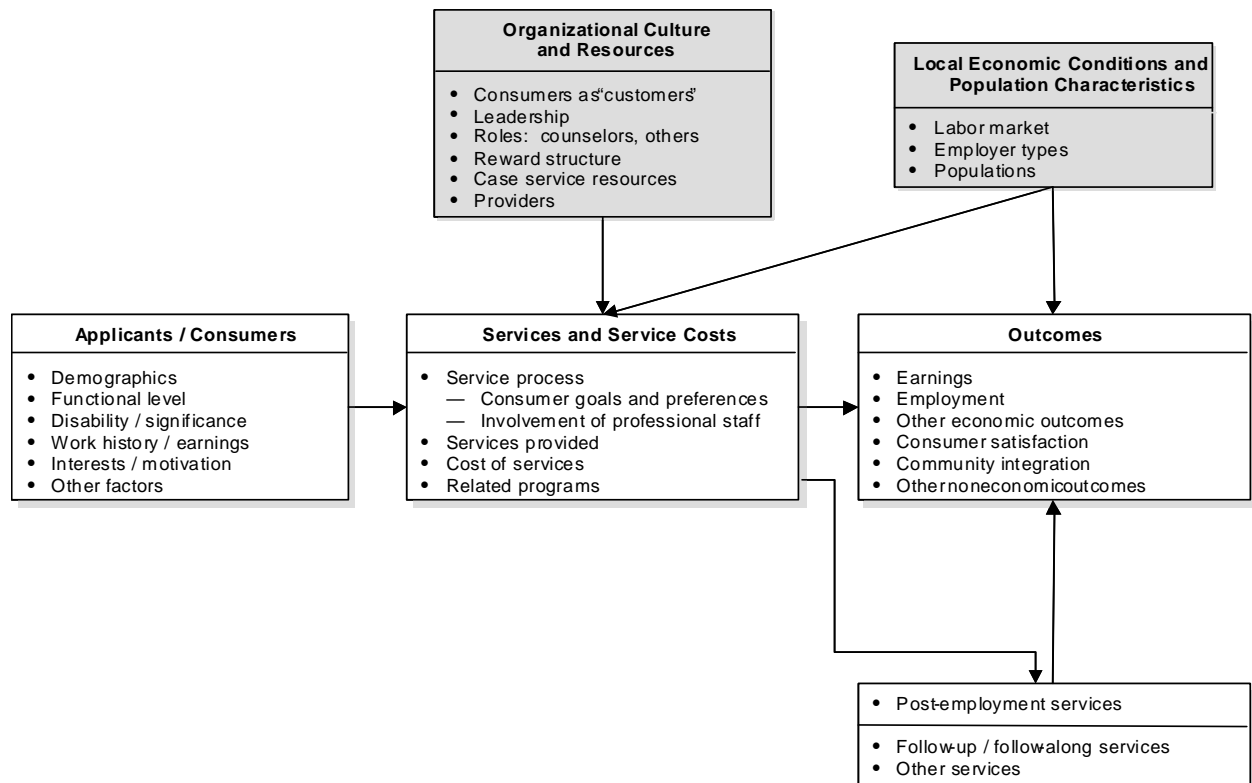 Organizational Culture
and Resources
• Consumers as“customers”
• Leadership
• Roles: counselors, others
• Reward structure
• Case service resources
• Providers
Local Economic Conditions and
Population Characteristics
• Labor market
• Employer types
• Populations
Applicants / Consumers
• Demographics
• Functional level
• Disability / significance
• Work history / earnings
• Interests / motivation
• Other factors
Services and Service Costs
• Service process
— Consumer goals and preferences
— Involvement of professional staff
• Services provided
• Cost of services
• Related programs
Outcomes
• Earnings
• Employment
• Other economic outcomes
• Consumer satisfaction
• Community integration
• Othernoneconomicoutcomes
• Post-employment services
• Follow-up / follow-along services
• Other services